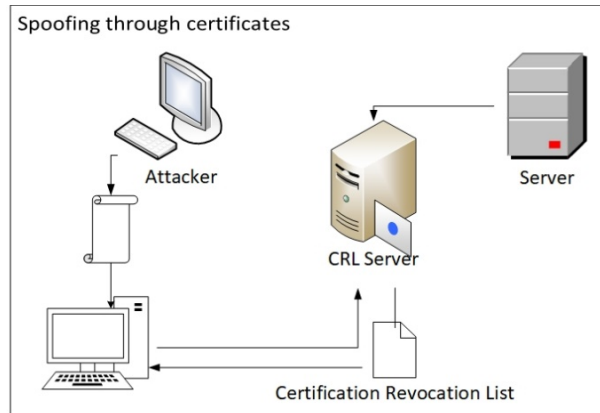 Spoofing through certificates
Attacker
Server
CRL Server
Certification Revocation List